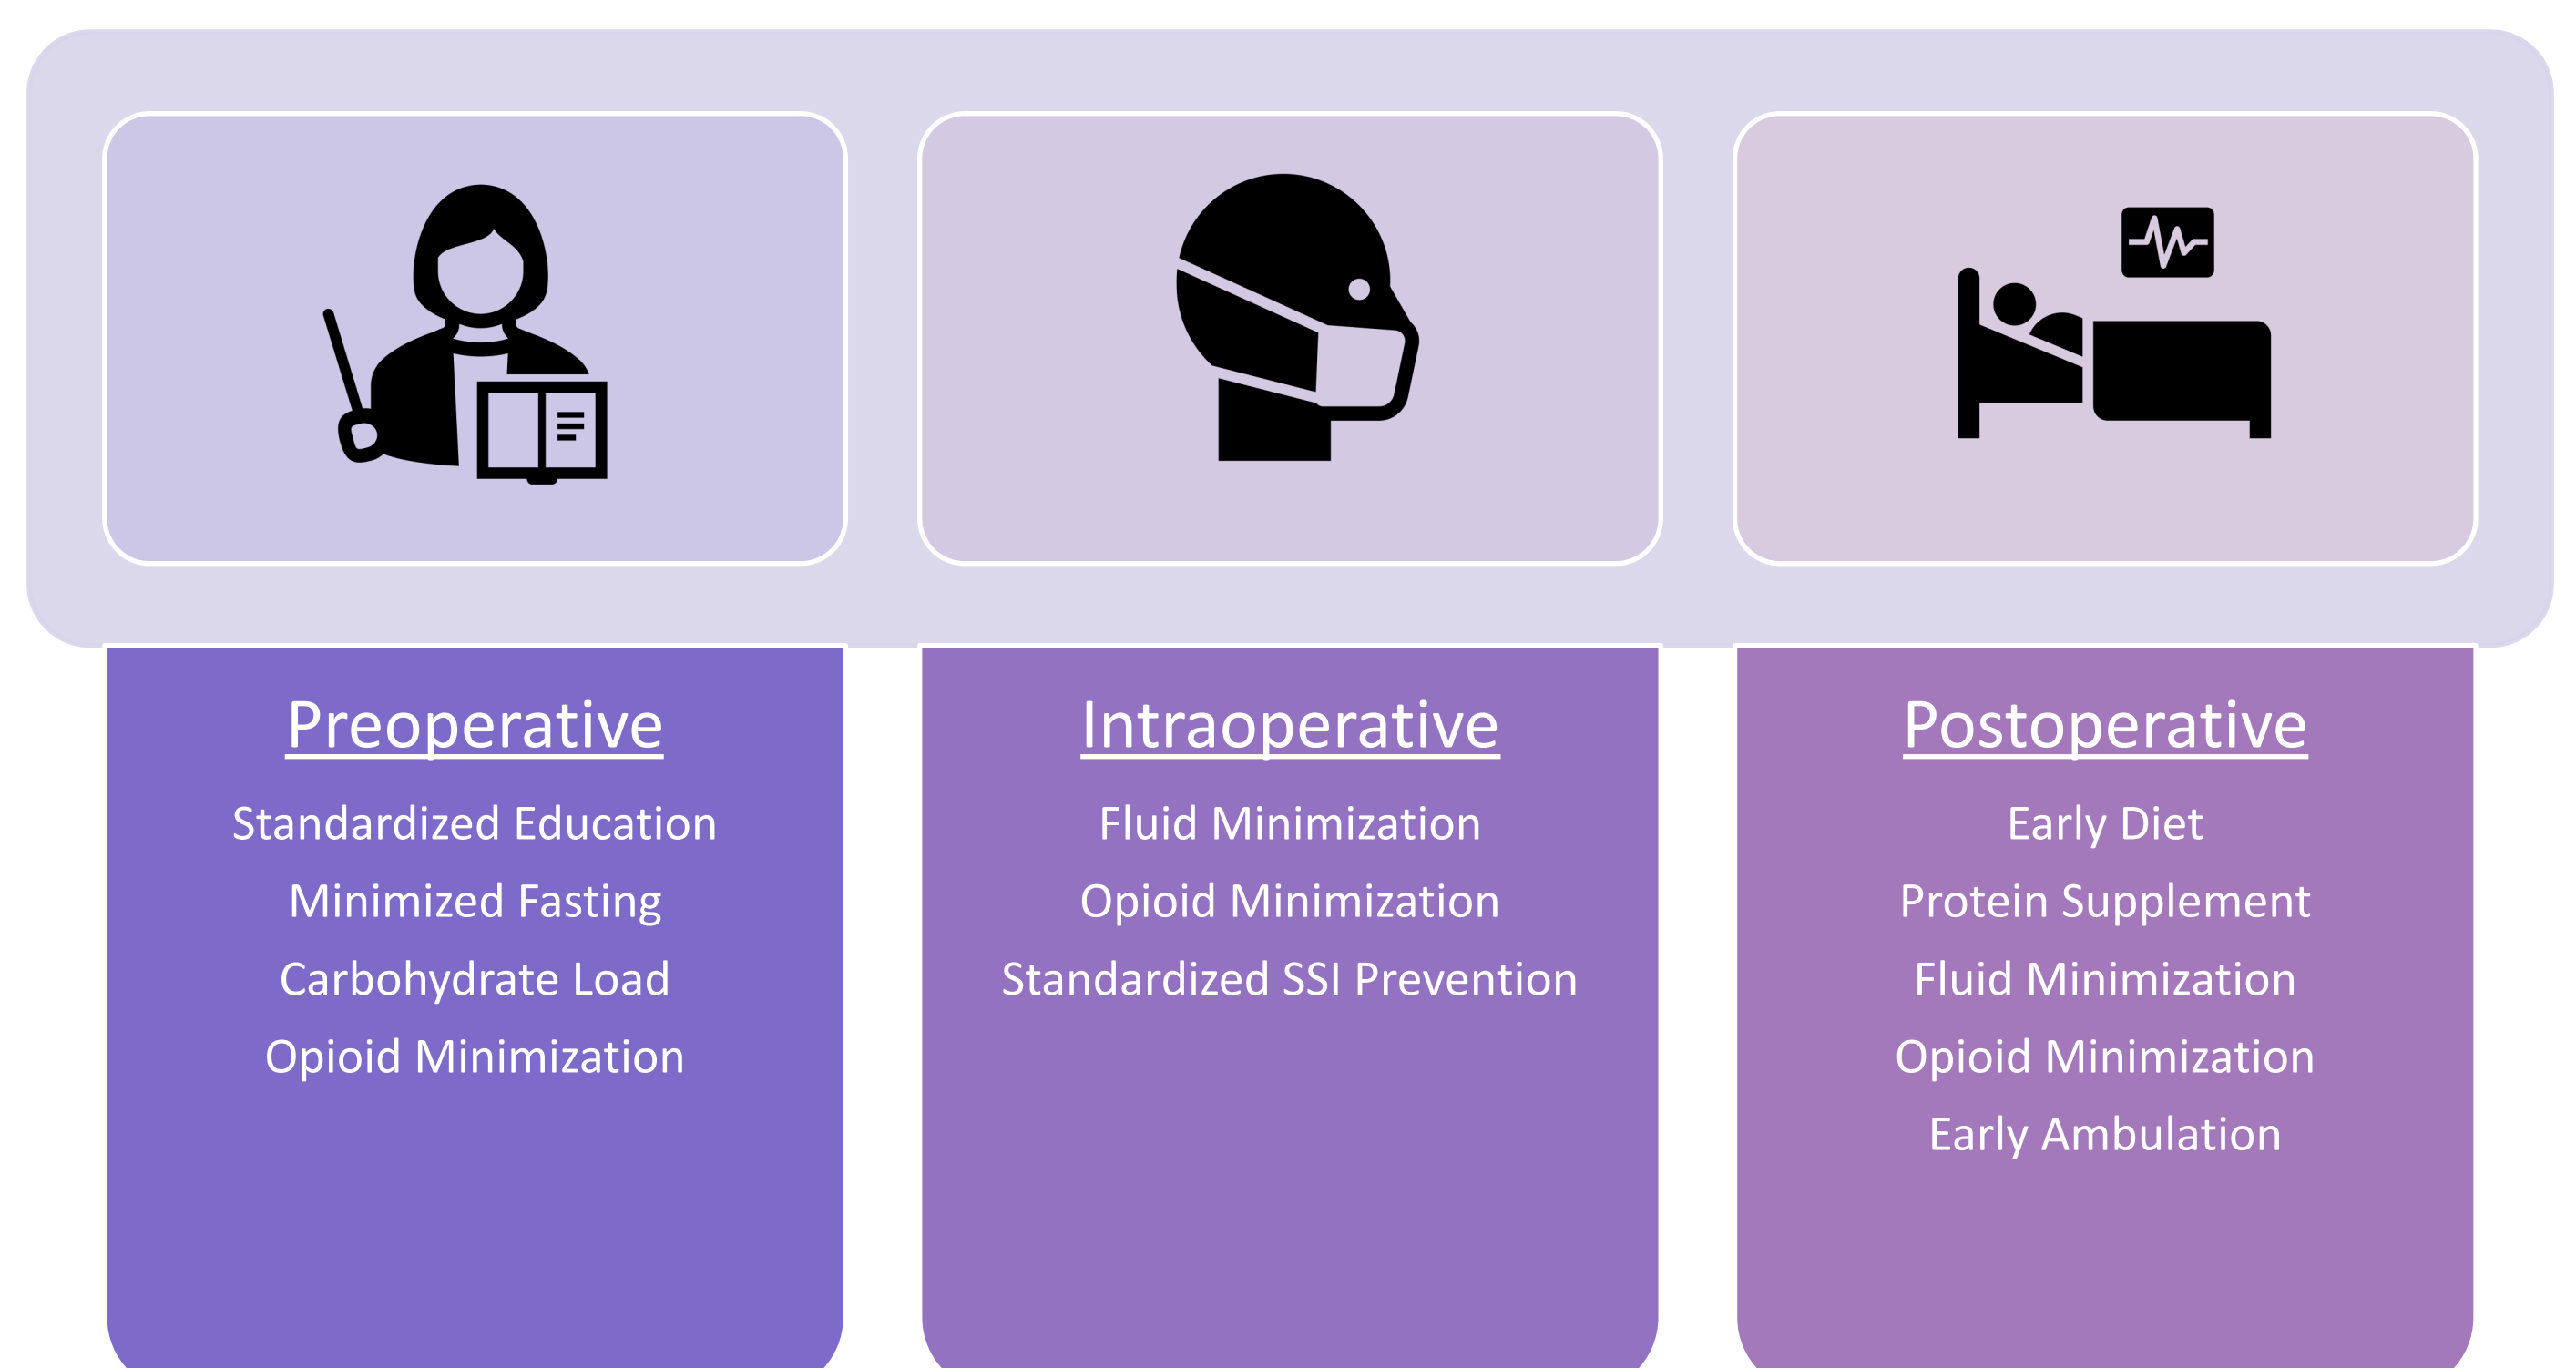 Preoperative
Standardized Education
Minimized Fasting
Carbohydrate Load
Opioid Minimization
Intraoperative
Fluid Minimization
Opioid Minimization
Standardized SSI Prevention
Postoperative
Early Diet
Protein Supplement
Fluid Minimization
Opioid Minimization
Early Ambulation